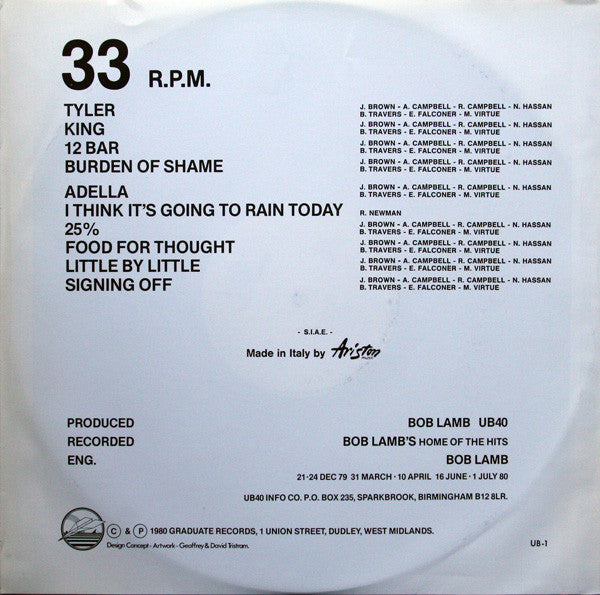 33 R.P.M.
TYLER J. BROWN - A. CAMPBELL - R. CAMPBELL - N. HASSAN
B. TRAVERS - E. FALCONER - M. VIRTUE
KING J. BROWN - A. CAMPBELL - R. CAMPBELL - N. HASSAN
B. TRAVERS - E. FALCONER - M. VIRTUE
12 BAR J. BROWN - A. CAMPBELL - R. CAMPBELL - N. HASSAN
B. TRAVERS - E. FALCONER - M. VIRTUE
BURDEN OF SHAME J. BROWN - A. CAMPBELL - R. CAMPBELL - N. HASSAN
B. TRAVERS - E. FALCONER - M. VIRTUE
ADELLA J. BROWN - A. CAMPBELL - R. CAMPBELL - N. HASSAN
B. TRAVERS - E. FALCONER - M. VIRTUE
I THINK IT'S GOING TO RAIN TODAY R. NEWMAN
25% J. BROWN - A. CAMPBELL - R. CAMPBELL - N. HASSAN
B. TRAVERS - E. FALCONER - M. VIRTUE
FOOD FOR THOUGHT J. BROWN - A. CAMPBELL - R. CAMPBELL - N. HASSAN
B. TRAVERS - E. FALCONER - M. VIRTUE
LITTLE BY LITTLE J. BROWN - A. CAMPBELL - R. CAMPBELL - N. HASSAN
B. TRAVERS - E. FALCONER - M. VIRTUE
SIGNING OFF J. BROWN - A. CAMPBELL - R. CAMPBELL - N. HASSAN
B. TRAVERS - E. FALCONER - M. VIRTUE
- S.I.A.E. -
Made in Italy by Ariston
PRODUCED BOB LAMB UB40
RECORDED BOB LAMB'S HOME OF THE HITS
ENG. BOB LAMB
21·24 DEC 79 31 MARCH · 10 APRIL 16 JUNE · 1 JULY 80
UB40 INFO CO. P.O. BOX 235, SPARKBROOK, BIRMINGHAM B12 8LR.
Ⓒ & Ⓟ 1980 GRADUATE RECORDS, 1 UNION STREET, DUDLEY, WEST MIDLANDS.
Design Concept - Artwork - Geoffrey & David Tristram.
UB-1